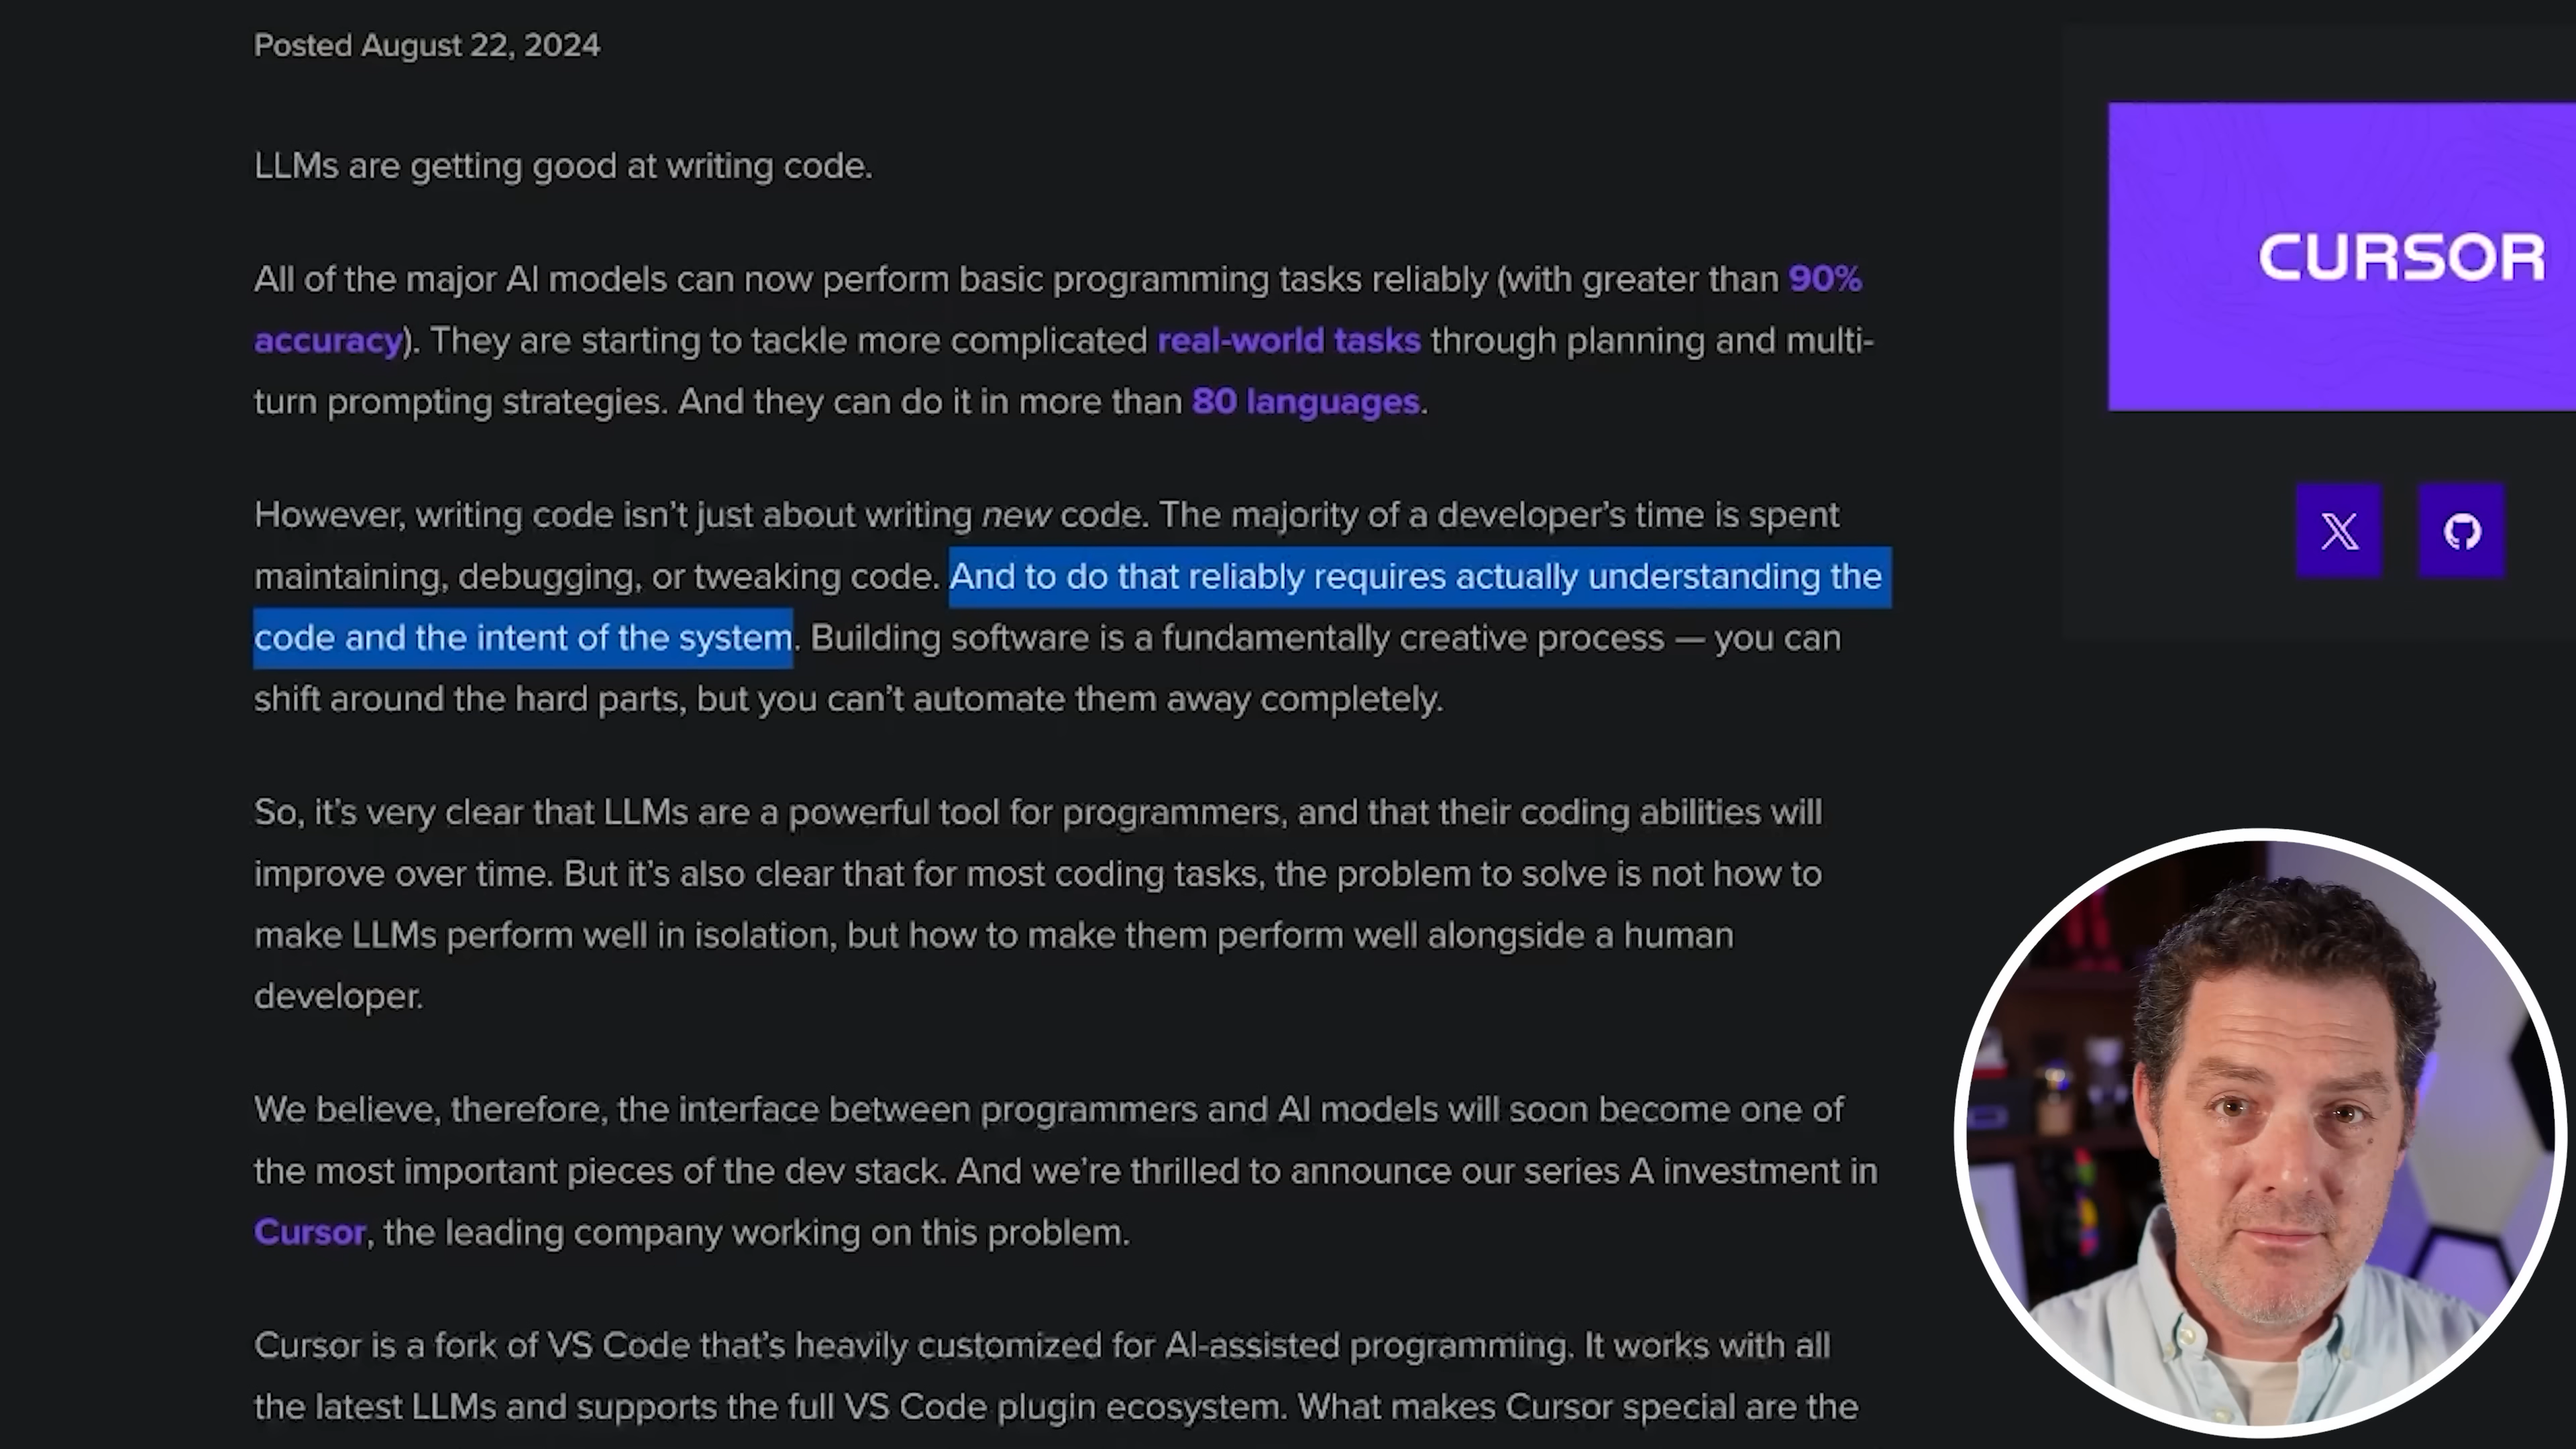 Posted August 22, 2024
LLMs are getting good at writing code.
All of the major AI models can now perform basic programming tasks reliably (with greater than 90%
accuracy). They are starting to tackle more complicated real-world tasks through planning and multi-
turn prompting strategies. And they can do it in more than 80 languages.
However, writing code isn’t just about writing new code. The majority of a developer’s time is spent
maintaining, debugging, or tweaking code. And to do that reliably requires actually understanding the
code and the intent of the system. Building software is a fundamentally creative process — you can
shift around the hard parts, but you can’t automate them away completely.
So, it’s very clear that LLMs are a powerful tool for programmers, and that their coding abilities will
improve over time. But it’s also clear that for most coding tasks, the problem to solve is not how to
make LLMs perform well in isolation, but how to make them perform well alongside a human
developer.
We believe, therefore, the interface between programmers and AI models will soon become one of
the most important pieces of the dev stack. And we’re thrilled to announce our series A investment in
Cursor, the leading company working on this problem.
Cursor is a fork of VS Code that’s heavily customized for AI-assisted programming. It works with all
the latest LLMs and supports the full VS Code plugin ecosystem. What makes Cursor special are the
CURSOR